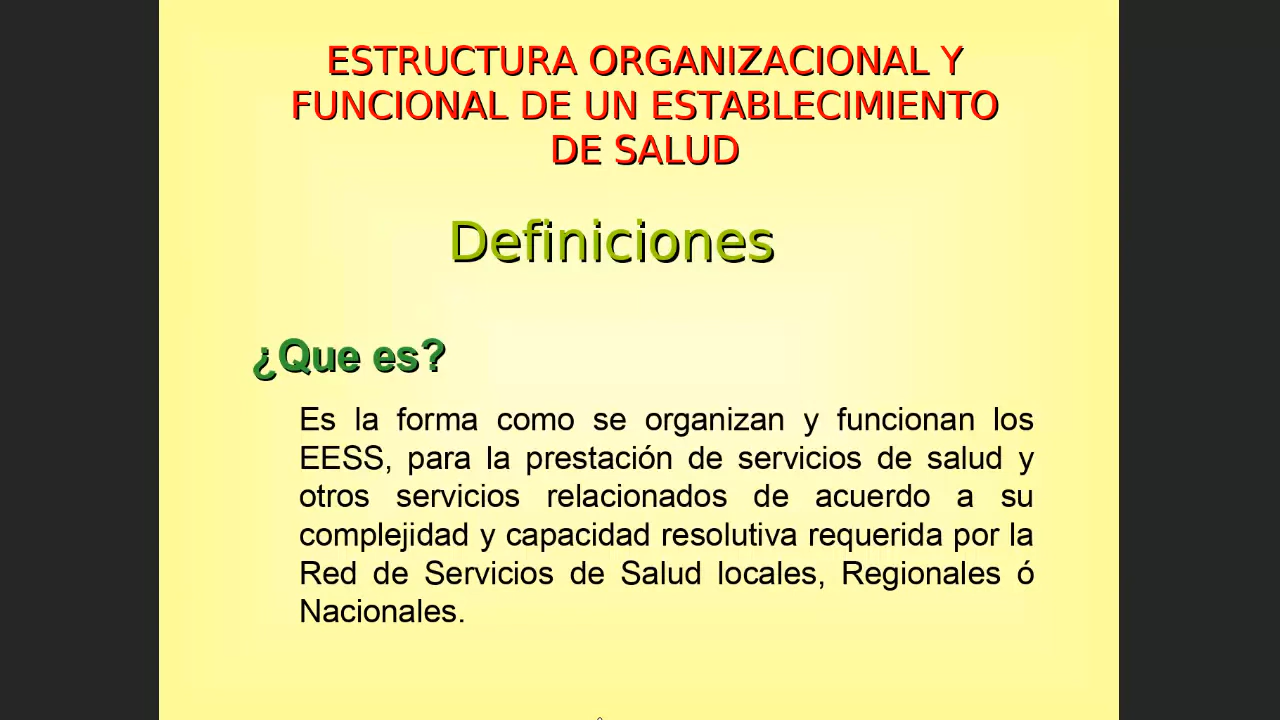 ESTRUCTURA ORGANIZACIONAL Y
FUNCIONAL DE UN ESTABLECIMIENTO
DE SALUD
Definiciones
¿Que es?
Es la forma como se organizan y funcionan los
EESS, para la prestación de servicios de salud y
otros servicios relacionados de acuerdo a su
complejidad y capacidad resolutiva requerida por la
Red de Servicios de Salud locales, Regionales ó
Nacionales.